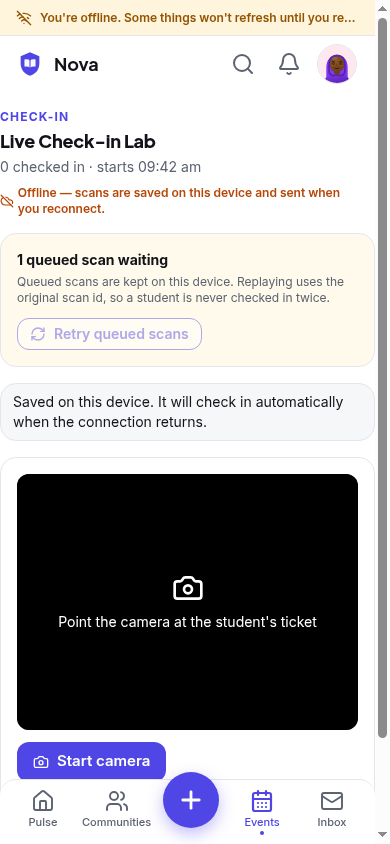 You're offline. Some things won't refresh until you re...
Nova
CHECK-IN
Live Check-in Lab
0 checked in · starts 09:42 am
Offline — scans are saved on this device and sent when
you reconnect.
1 queued scan waiting
Queued scans are kept on this device. Replaying uses the
original scan id, so a student is never checked in twice.
Retry queued scans
Saved on this device. It will check in automatically
when the connection returns.
Point the camera at the student's ticket
Start camera
Pulse
Communities
Events
Inbox